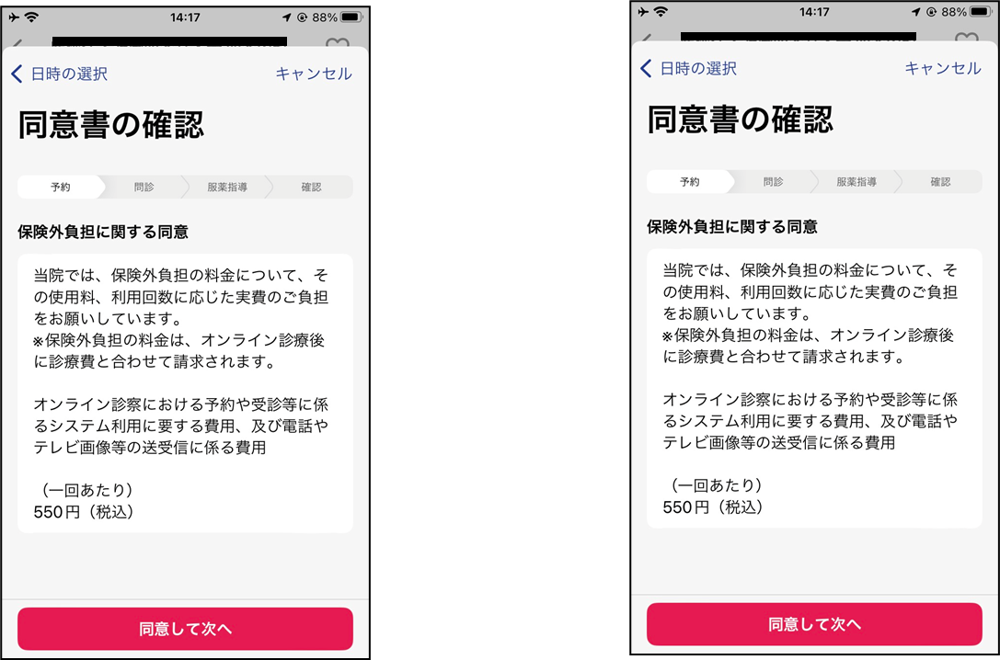 14:17
88%
日時の選択
キャンセル
同意書の確認
予約
問診
服薬指導
確認
保険外負担に関する同意
当院では、保険外負担の料金について、そ
の使用料、利用回数に応じた実費のご負担
をお願いしています。
※保険外負担の料金は、オンライン診療後
に診療費と合わせて請求されます。
オンライン診察における予約や受診等に係
るシステム利用に要する費用、及び電話や
テレビ画像等の送受信に係る費用
（一回あたり）
550円（税込）
同意して次へ
14:17
88%
日時の選択
キャンセル
同意書の確認
予約
問診
服薬指導
確認
保険外負担に関する同意
当院では、保険外負担の料金について、そ
の使用料、利用回数に応じた実費のご負担
をお願いしています。
※保険外負担の料金は、オンライン診療後
に診療費と合わせて請求されます。
オンライン診察における予約や受診等に係
るシステム利用に要する費用、及び電話や
テレビ画像等の送受信に係る費用
（一回あたり）
550円（税込）
同意して次へ